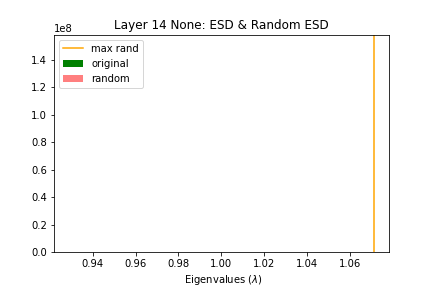 Layer 14 None: ESD & Random ESD
1e8
max rand
original
random
1.4
1.2
1.0
0.8
0.6
0.4
0.2
0.0
0.94 0.96 0.98 1.00 1.02 1.04 1.06
Eigenvalues (λ)